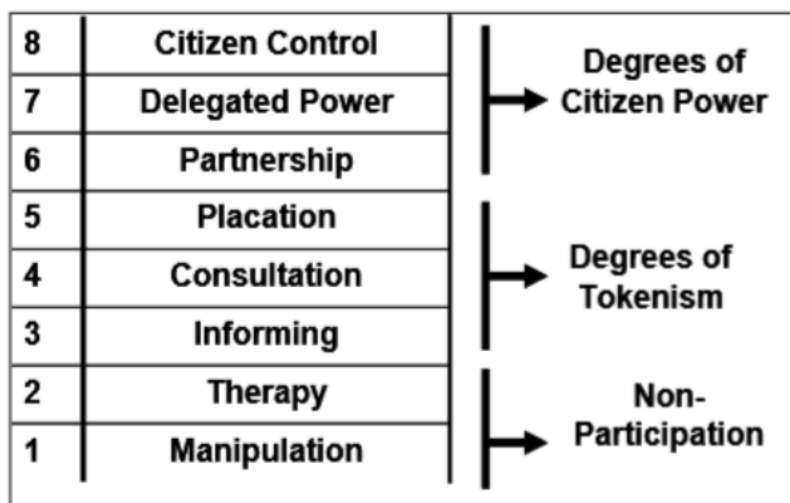 8 Citizen Control
7 Delegated Power
6 Partnership
Degrees of
Citizen Power
5 Placation
4 Consultation
3 Informing
Degrees of
Tokenism
2 Therapy
1 Manipulation
Non-
Participation